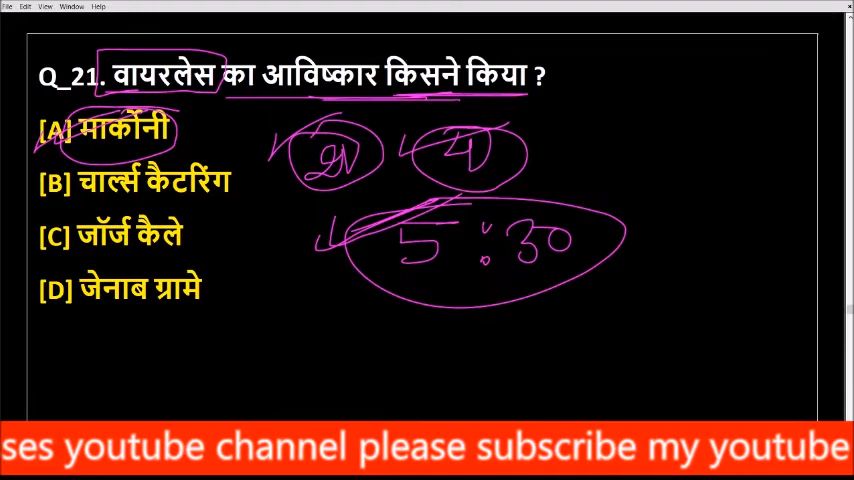 File Edit View Window Help
Q_21. वायरलेस का आविष्कार किसने किया ?
[A] मार्कोनी
[B] चार्ल्स कैटरिंग
[C] जॉर्ज कैले
[D] जेनाब ग्रामे
5:30
ses youtube channel please subscribe my youtube